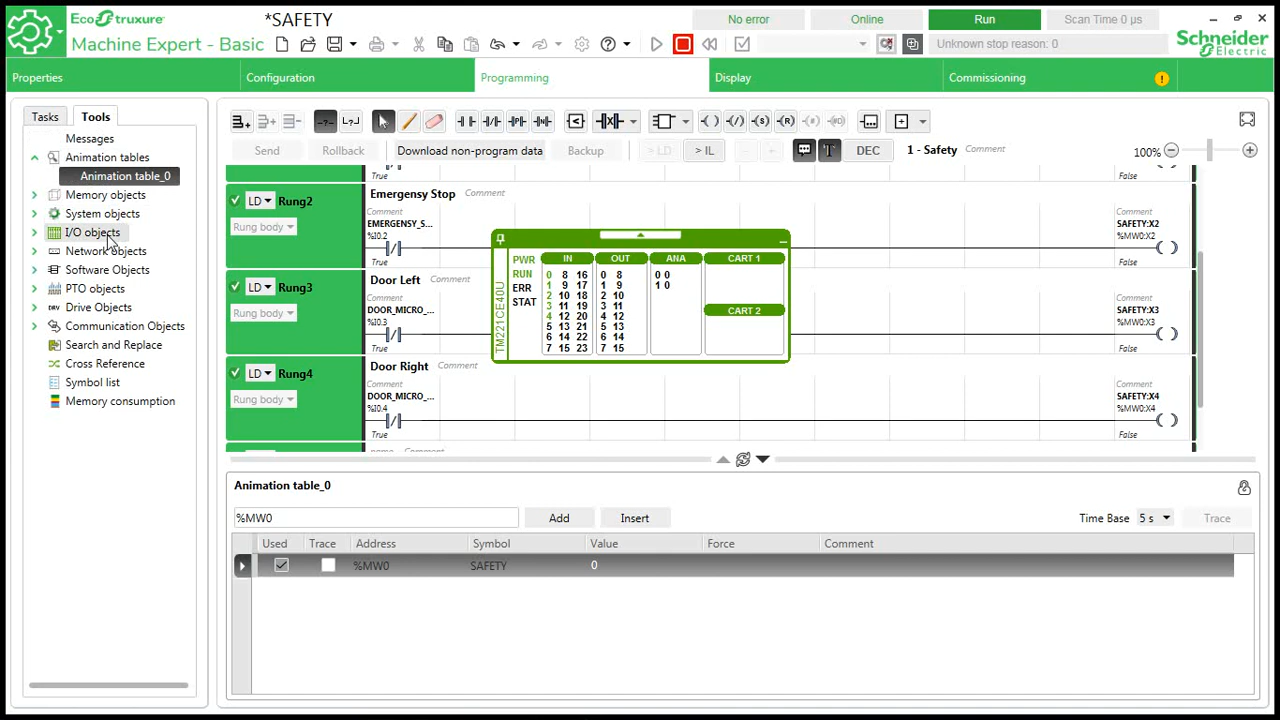 EcoStruxure
Machine Expert - Basic
*SAFETY
No error
Online
Run
Scan Time 0 µs
Unknown stop reason: 0
Schneider
Electric
Properties
Configuration
Programming
Display
Commissioning
Tasks
Tools
Messages
Animation tables
Animation table_0
Memory objects
System objects
I/O objects
Network objects
Software Objects
PTO objects
DRV Drive Objects
Communication Objects
Search and Replace
Cross Reference
Symbol list
Memory consumption
Send
Rollback
Download non-program data
Backup
> LD
> IL
DEC
1 - Safety
Comment
100%
True
False
LD Rung2
Rung body
Emergensy Stop
Comment
Comment
EMERGENSY_S...
%I0.2
True
Comment
SAFETY:X2
%MW0:X2
False
LD Rung3
Rung body
Door Left
Comment
Comment
DOOR_MICRO_...
%I0.3
True
Comment
SAFETY:X3
%MW0:X3
False
LD Rung4
Rung body
Door Right
Comment
Comment
DOOR_MICRO_...
%I0.4
True
Comment
SAFETY:X4
%MW0:X4
False
name
Comment
TM221CE40U
PWR
RUN
ERR
STAT
IN
0 8 16
1 9 17
2 10 18
3 11 19
4 12 20
5 13 21
6 14 22
7 15 23
OUT
0 8
1 9
2 10
3 11
4 12
5 13
6 14
7 15
ANA
0 0
1 0
CART 1
CART 2
Animation table_0
%MW0
Add
Insert
Time Base 5 s
Trace
Used Trace Address Symbol Value Force Comment
%MW0 SAFETY 0